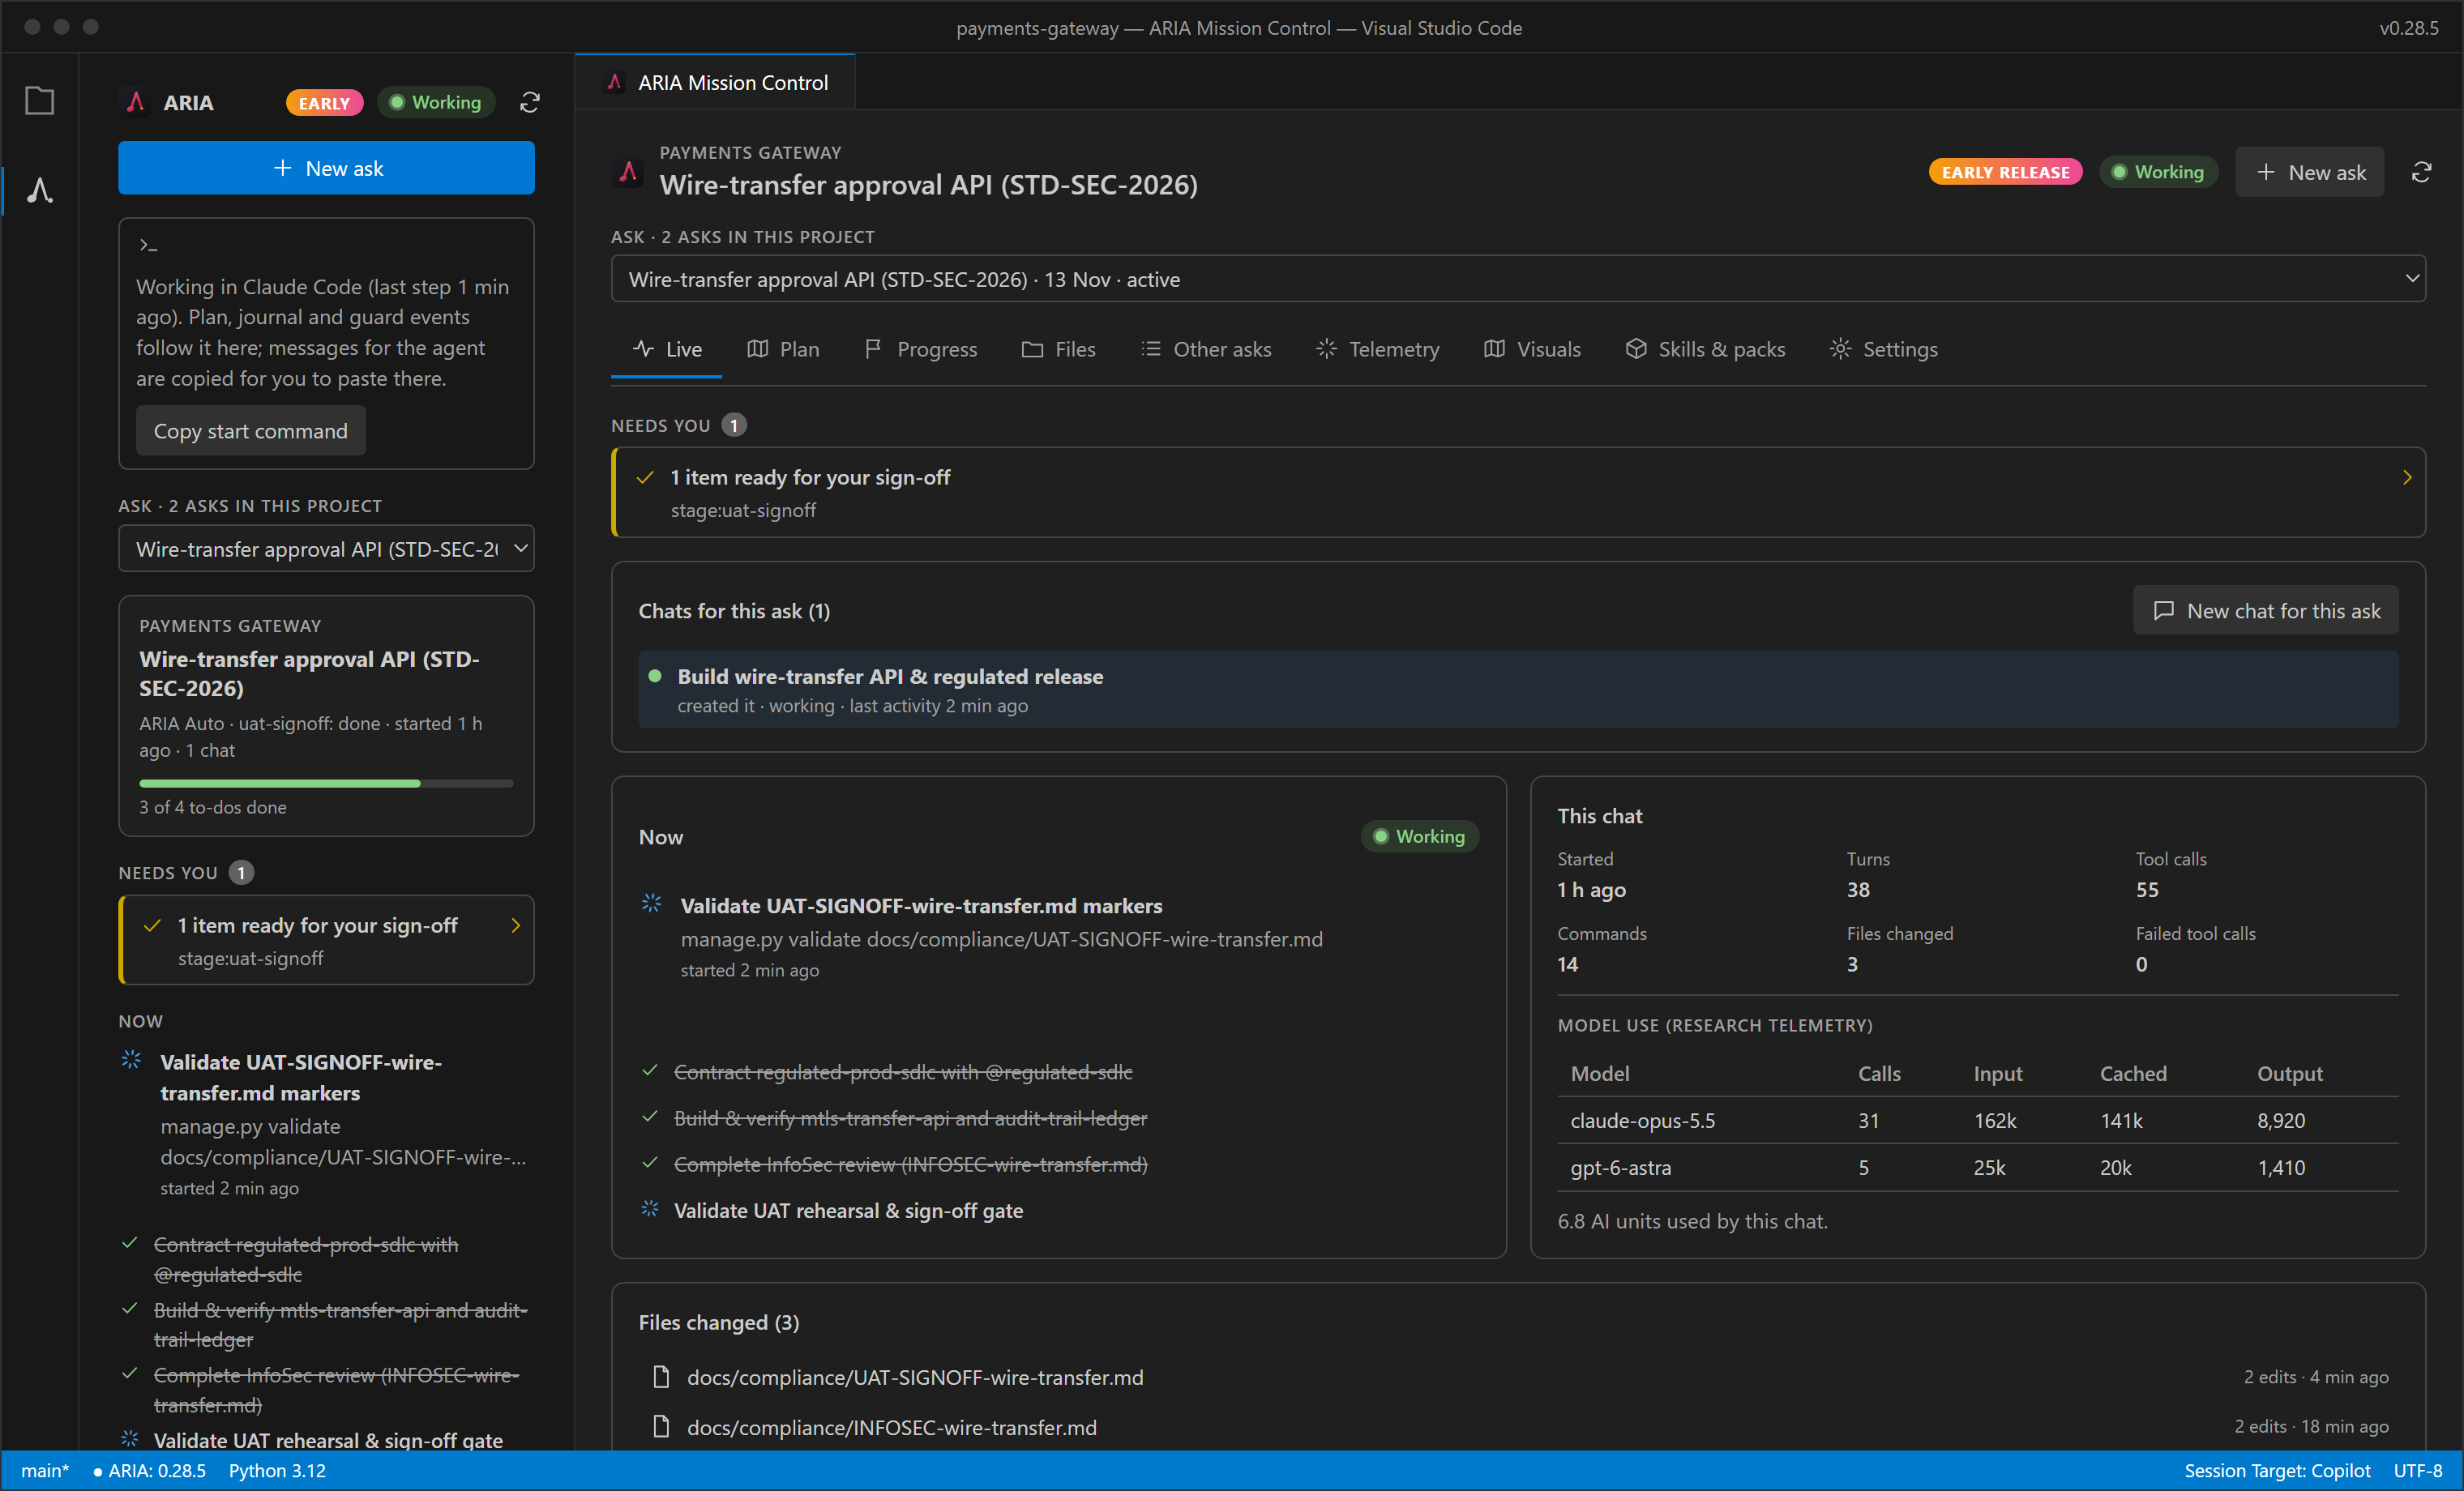 payments-gateway — ARIA Mission Control — Visual Studio Code
v0.28.5
ARIA
EARLY
Working
New ask
Working in Claude Code (last step 1 min
ago). Plan, journal and guard events
follow it here; messages for the agent
are copied for you to paste there.
Copy start command
ASK · 2 ASKS IN THIS PROJECT
Wire-transfer approval API (STD-SEC-20
PAYMENTS GATEWAY
Wire-transfer approval API (STD-
SEC-2026)
ARIA Auto · uat-signoff: done · started 1 h
ago · 1 chat
3 of 4 to-dos done
NEEDS YOU 1
1 item ready for your sign-off
stage:uat-signoff
NOW
Validate UAT-SIGNOFF-wire-
transfer.md markers
manage.py validate
docs/compliance/UAT-SIGNOFF-wire-...
started 2 min ago
Contract regulated-prod-sdlc with
@regulated-sdlc
Build & verify mtls-transfer-api and audit-
trail-ledger
Complete InfoSec review (INFOSEC-wire-
transfer.md)
Validate UAT rehearsal & sign-off gate
ARIA Mission Control
PAYMENTS GATEWAY
Wire-transfer approval API (STD-SEC-2026)
EARLY RELEASE
Working
New ask
ASK · 2 ASKS IN THIS PROJECT
Wire-transfer approval API (STD-SEC-2026) · 13 Nov · active
Live Plan Progress Files Other asks Telemetry Visuals Skills & packs Settings
NEEDS YOU 1
1 item ready for your sign-off
stage:uat-signoff
Chats for this ask (1)
New chat for this ask
Build wire-transfer API & regulated release
created it · working · last activity 2 min ago
Now
Working
Validate UAT-SIGNOFF-wire-transfer.md markers
manage.py validate docs/compliance/UAT-SIGNOFF-wire-transfer.md
started 2 min ago
Contract regulated-prod-sdlc with @regulated-sdlc
Build & verify mtls-transfer-api and audit-trail-ledger
Complete InfoSec review (INFOSEC-wire-transfer.md)
Validate UAT rehearsal & sign-off gate
This chat
Started Turns Tool calls
1 h ago 38 55
Commands Files changed Failed tool calls
14 3 0
MODEL USE (RESEARCH TELEMETRY)
Model Calls Input Cached Output
claude-opus-5.5 31 162k 141k 8,920
gpt-6-astra 5 25k 20k 1,410
6.8 AI units used by this chat.
Files changed (3)
docs/compliance/UAT-SIGNOFF-wire-transfer.md 2 edits · 4 min ago
docs/compliance/INFOSEC-wire-transfer.md 2 edits · 18 min ago
main* ARIA: 0.28.5 Python 3.12
Session Target: Copilot UTF-8